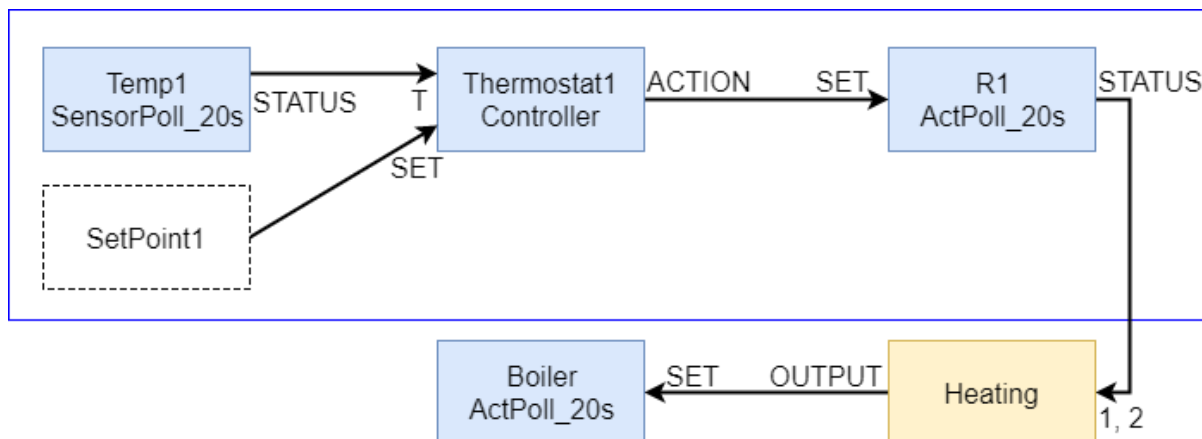 Temp1
SensorPoll_20s
STATUS
T
Thermostat1
Controller
ACTION
SET
R1
ActPoll_20s
STATUS
SET
SetPoint1
Boiler
ActPoll_20s
SET
OUTPUT
Heating
1, 2